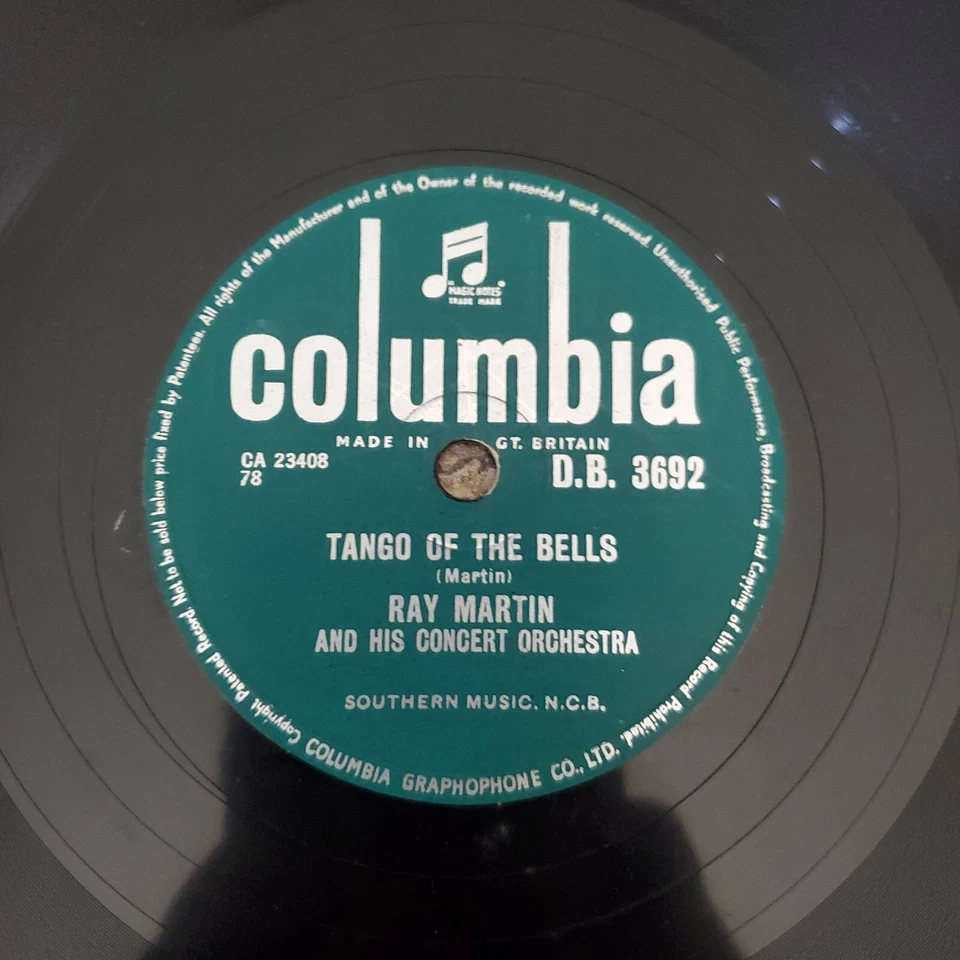 MAGIC NOTES
TRADE MARK
columbia
MADE IN GT. BRITAIN
CA 23408 D.B. 3692
78
TANGO OF THE BELLS
(Martin)
RAY MARTIN
AND HIS CONCERT ORCHESTRA
SOUTHERN MUSIC. N.C.B.
COLUMBIA GRAPHOPHONE CO., LTD.
Copyright. Patented Record. Not to be sold below price fixed by Patentees. All rights of the Manufacturer and of the Owner of the recorded work reserved. Unauthorised Public Performance, Broadcasting and Copying of this Record Prohibited.